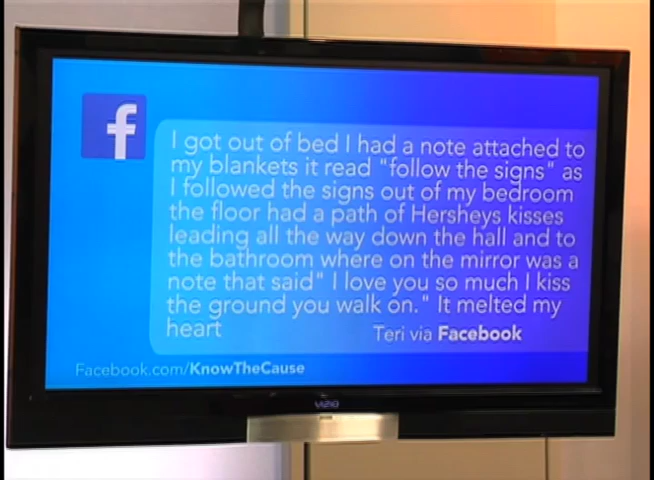 f
I got out of bed I had a note attached to
my blankets it read "follow the signs" as
I followed the signs out of my bedroom
the floor had a path of Hersheys kisses
leading all the way down the hall and to
the bathroom where on the mirror was a
note that said" I love you so much I kiss
the ground you walk on." It melted my
heart
Teri via Facebook
Facebook.com/KnowTheCause
VIZIO